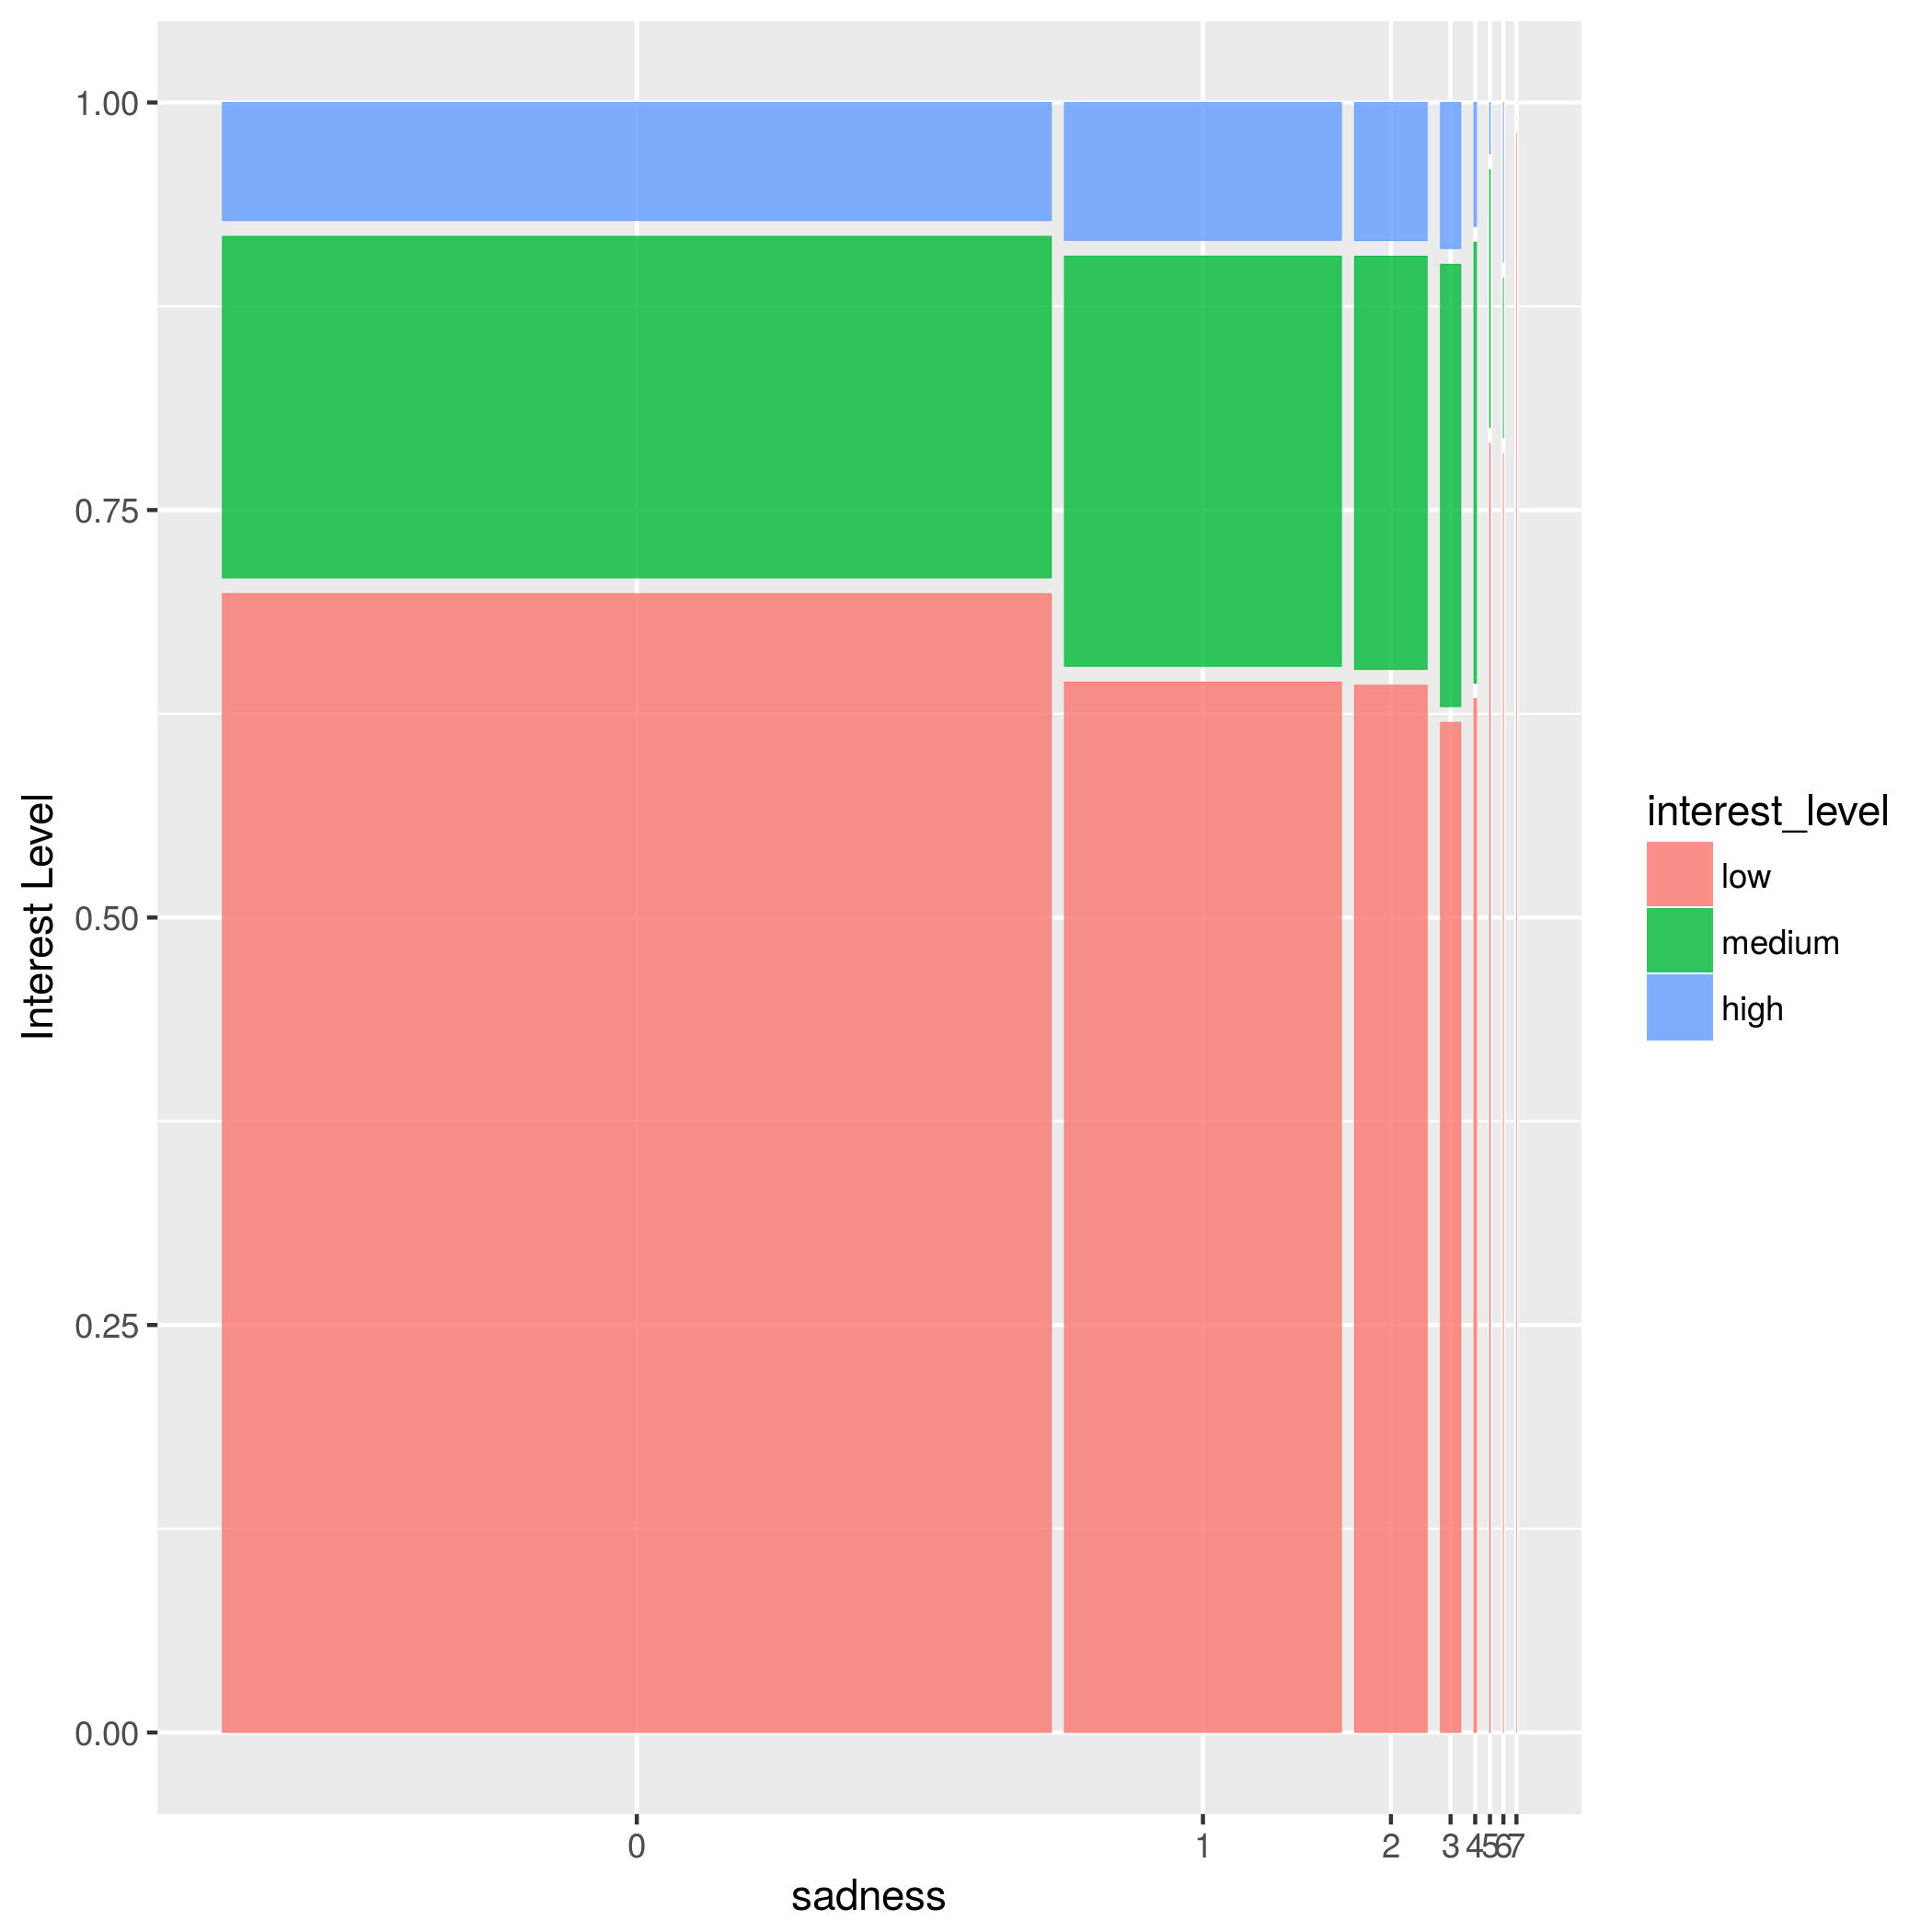 1.00
0.75
0.50
0.25
0.00
Interest Level
0 1 2 3 4 5 6 7
sadness
interest_level
low
medium
high